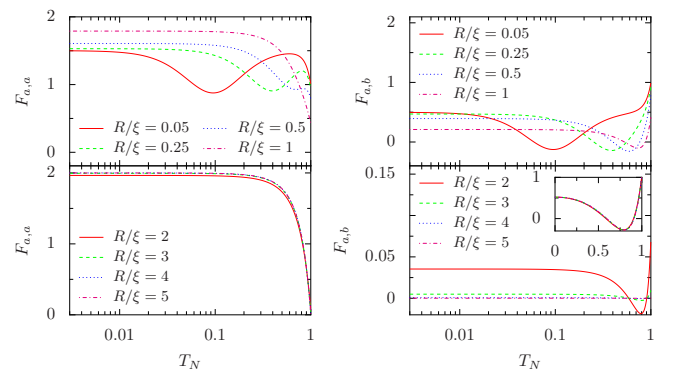 2
1
0
F_{a,a}
R/ξ = 0.05
R/ξ = 0.25
R/ξ = 0.5
R/ξ = 1
1
0
F_{a,b}
R/ξ = 0.05
R/ξ = 0.25
R/ξ = 0.5
R/ξ = 1
2
1
0
F_{a,a}
R/ξ = 2
R/ξ = 3
R/ξ = 4
R/ξ = 5
0.01
0.1
1
T_N
0.15
0.05
0
F_{a,b}
R/ξ = 2
R/ξ = 3
R/ξ = 4
R/ξ = 5
1
0
0
0.5
1
0.01
0.1
1
T_N